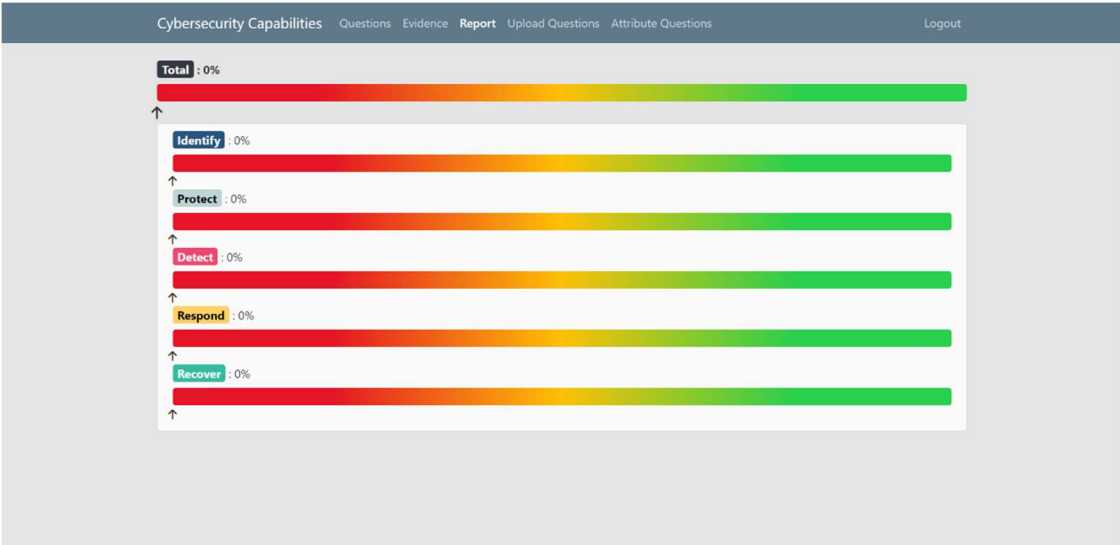 Cybersecurity Capabilities Questions Evidence Report Upload Questions Attribute Questions Logout
Total : 0%
Identify : 0%
Protect : 0%
Detect : 0%
Respond : 0%
Recover : 0%